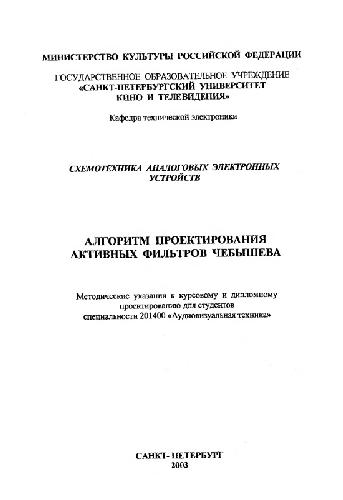 МИНИСТЕРСТВО КУЛЬТУРЫ РОССИЙСКОЙ ФЕДЕРАЦИИ
ГОСУДАРСТВЕННОЕ ОБРАЗОВАТЕЛЬНОЕ УЧРЕЖДЕНИЕ
«САНКТ-ПЕТЕРБУРГСКИЙ УНИВЕРСИТЕТ
КИНО И ТЕЛЕВИДЕНИЯ»
Кафедра технической электроники
СХЕМОТЕХНИКА АНАЛОГОВЫХ ЭЛЕКТРОННЫХ
УСТРОЙСТВ
АЛГОРИТМ ПРОЕКТИРОВАНИЯ
АКТИВНЫХ ФИЛЬТРОВ ЧЕБЫШЕВА
Методические указания к курсовому и дипломному
проектированию для студентов
специальности 201400 «Аудиовизуальная техника»
САНКТ- ПЕТЕРБУРГ
2003